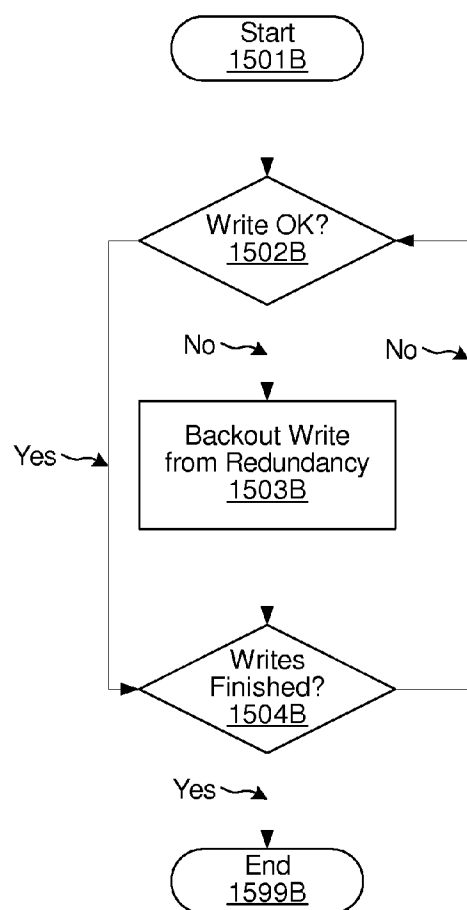 Start
1501B
Write OK?
1502B
No
No
Backout Write
from Redundancy
1503B
Yes
Writes
Finished?
1504B
Yes
End
1599B